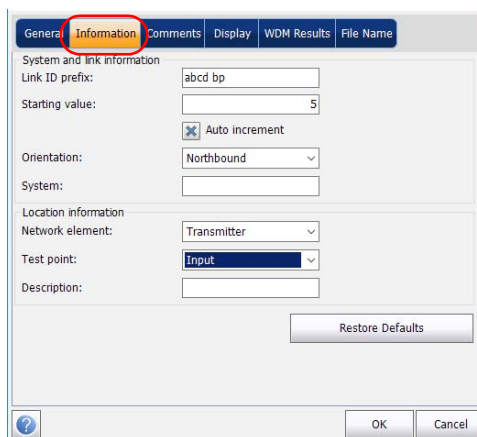 General Information Comments Display WDM Results File Name
System and link information
Link ID prefix: abcd bp
Starting value: 5
Auto increment
Orientation: Northbound
System:
Location information
Network element: Transmitter
Test point: Input
Description:
Restore Defaults
? OK Cancel